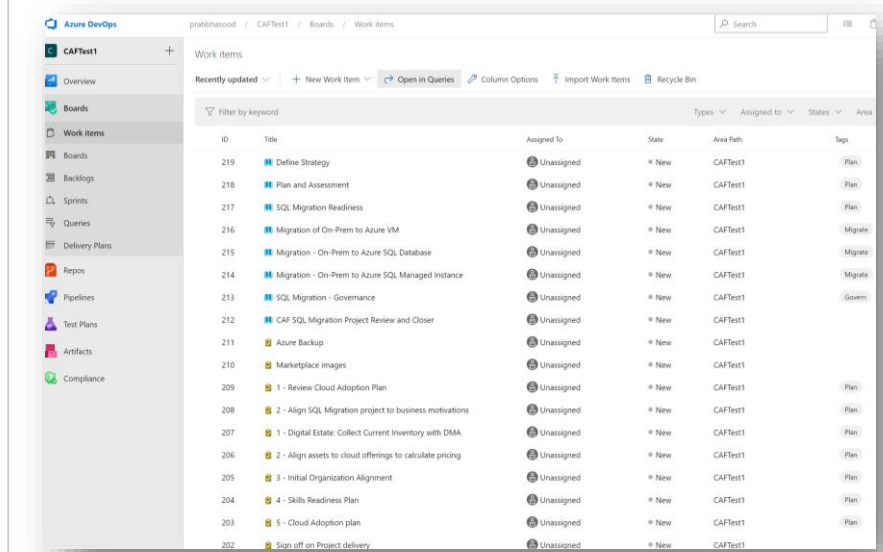 Azure DevOps
pratibhasood / CAFTest1 / Boards / Work items
Search
C CAFTest1 +
Overview
Boards
Work items
Boards
Backlogs
Sprints
Queries
Delivery Plans
Repos
Pipelines
Test Plans
Artifacts
Compliance
Work items
Recently updated + New Work Item Open in Queries Column Options Import Work Items Recycle Bin
Filter by keyword Types Assigned to States Area
ID Title Assigned To State Area Path Tags
219 Define Strategy Unassigned New CAFTest1 Plan
218 Plan and Assessment Unassigned New CAFTest1 Plan
217 SQL Migration Readiness Unassigned New CAFTest1 Plan
216 Migration of On-Prem to Azure VM Unassigned New CAFTest1 Migrate
215 Migration - On-Prem to Azure SQL Database Unassigned New CAFTest1 Migrate
214 Migration - On-Prem to Azure SQL Managed Instance Unassigned New CAFTest1 Migrate
213 SQL Migration - Governance Unassigned New CAFTest1 Govern
212 CAF SQL Migration Project Review and Closer Unassigned New CAFTest1
211 Azure Backup Unassigned New CAFTest1
210 Marketplace images Unassigned New CAFTest1
209 1 - Review Cloud Adoption Plan Unassigned New CAFTest1 Plan
208 2 - Align SQL Migration project to business motivations Unassigned New CAFTest1 Plan
207 1 - Digital Estate: Collect Current Inventory with DMA Unassigned New CAFTest1 Plan
206 2 - Align assets to cloud offerings to calculate pricing Unassigned New CAFTest1 Plan
205 3 - Initial Organization Alignment Unassigned New CAFTest1 Plan
204 4 - Skills Readiness Plan Unassigned New CAFTest1 Plan
203 5 - Cloud Adoption plan Unassigned New CAFTest1 Plan
202 Sign off on Project delivery Unassigned New CAFTest1